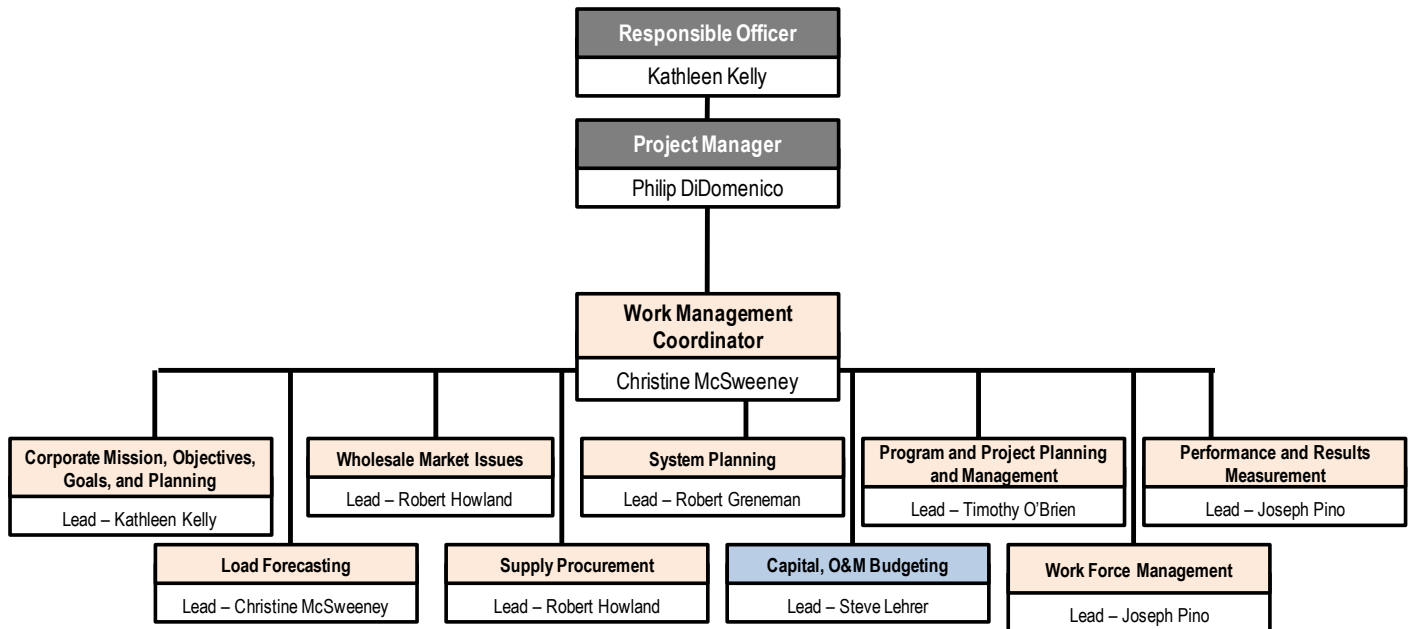 Responsible Officer
Kathleen Kelly
Project Manager
Philip DiDomenico
Work Management
Coordinator
Christine McSweeney
Corporate Mission, Objectives,
Goals, and Planning
Lead – Kathleen Kelly
Wholesale Market Issues
Lead – Robert Howland
System Planning
Lead – Robert Greneman
Program and Project Planning
and Management
Lead – Timothy O’Brien
Performance and Results
Measurement
Lead – Joseph Pino
Load Forecasting
Lead – Christine McSweeney
Supply Procurement
Lead – Robert Howland
Capital, O&M Budgeting
Lead – Steve Lehrer
Work Force Management
Lead – Joseph Pino